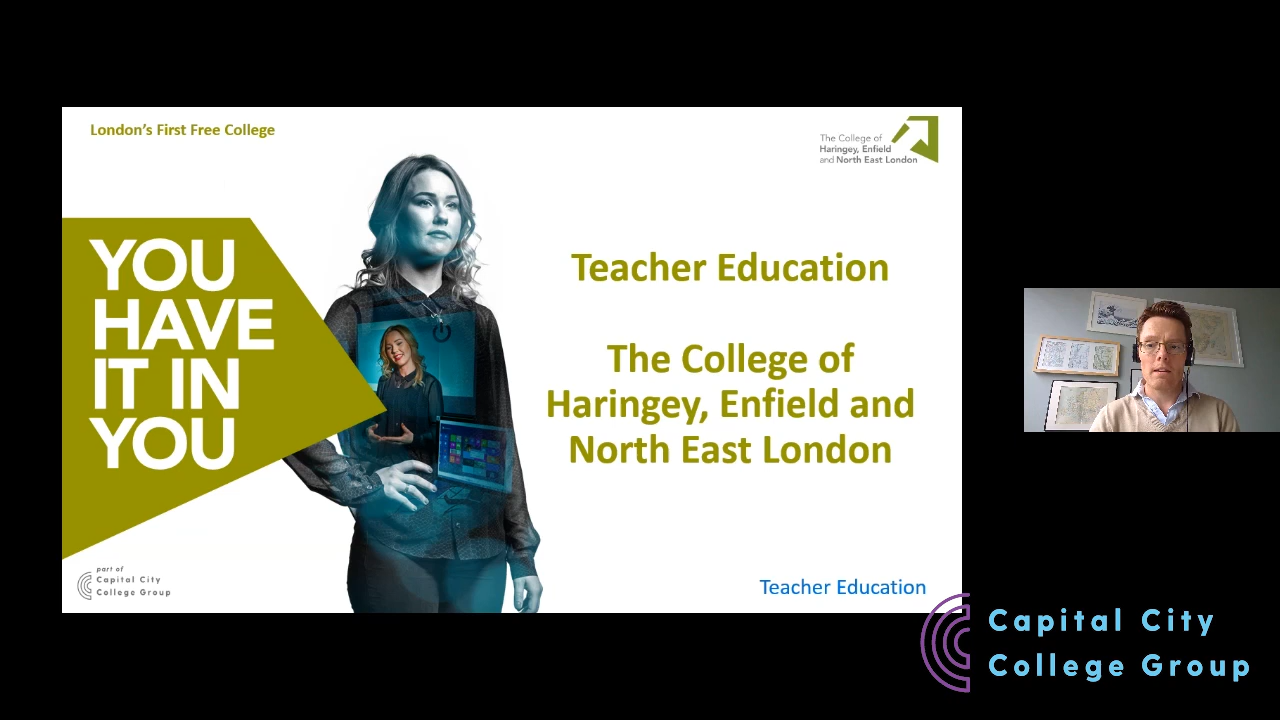 London's First Free College
The College of
Haringey, Enfield
and North East London
YOU
HAVE
IT IN
YOU
Teacher Education
The College of
Haringey, Enfield and
North East London
part of
Capital City
College Group
Teacher Education
Capital City
College Group